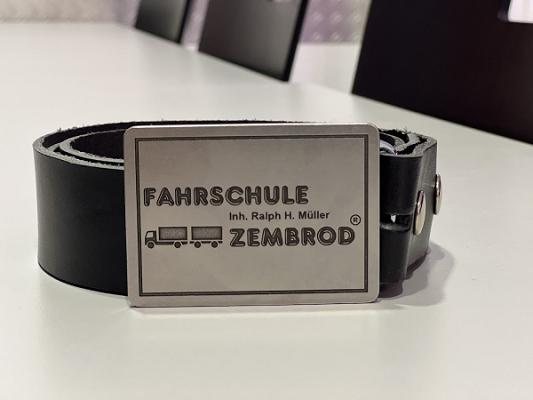 FAHRSCHULE
Inh. Ralph H. Müller
ZEMBROD®